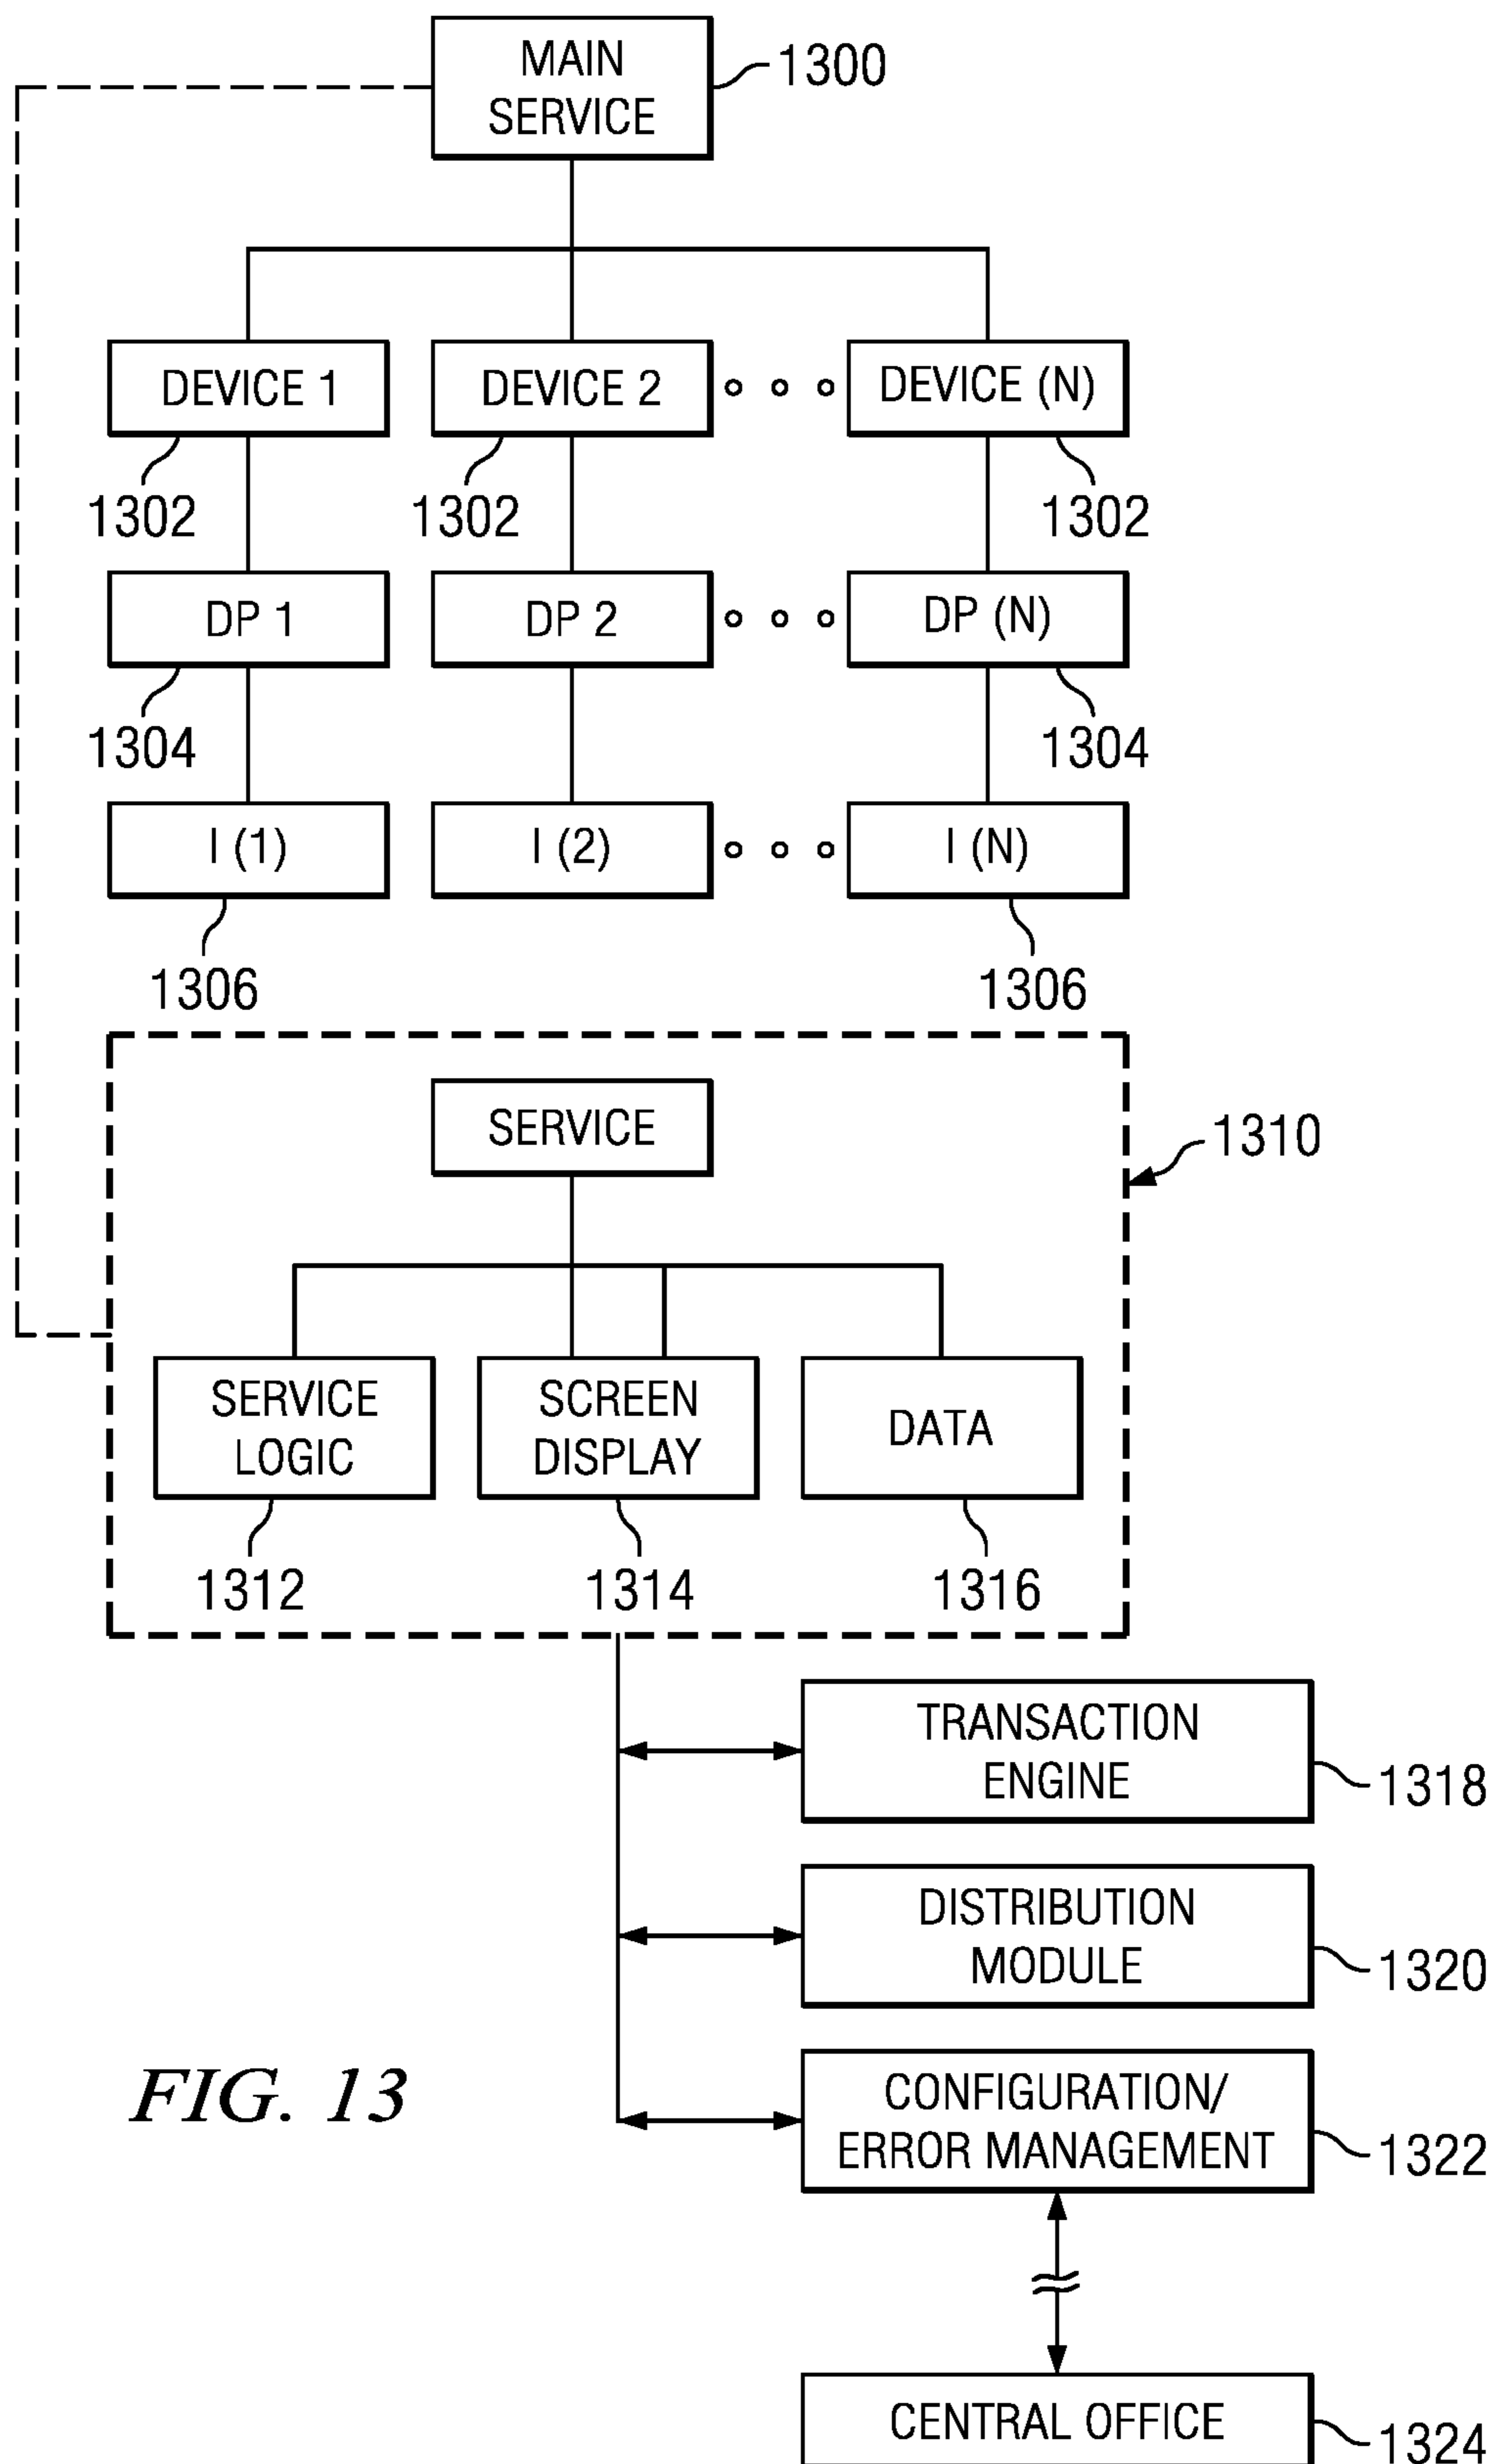 MAIN
SERVICE
1300
DEVICE 1
DEVICE 2
DEVICE (N)
1302
1302
1302
DP 1
DP 2
DP (N)
1304
1304
I (1)
I (2)
I (N)
1306
1306
SERVICE
1310
SERVICE
LOGIC
SCREEN
DISPLAY
DATA
1312
1314
1316
TRANSACTION
ENGINE
1318
DISTRIBUTION
MODULE
1320
FIG. 13
CONFIGURATION/
ERROR MANAGEMENT
1322
CENTRAL OFFICE
1324